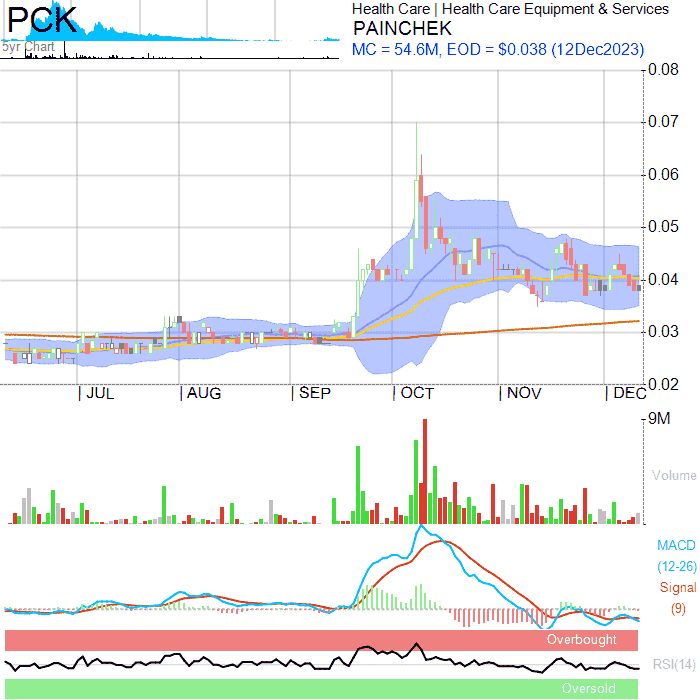 PCK
5yr Chart
Health Care | Health Care Equipment & Services
PAINCHEK
MC = 54.6M, EOD = $0.038 (12Dec2023)
0.08
0.07
0.06
0.05
0.04
0.03
0.02
| JUL | AUG | SEP | OCT | NOV | DEC
9M
Volume
MACD
(12-26)
Signal
(9)
Overbought
RSI(14)
Oversold